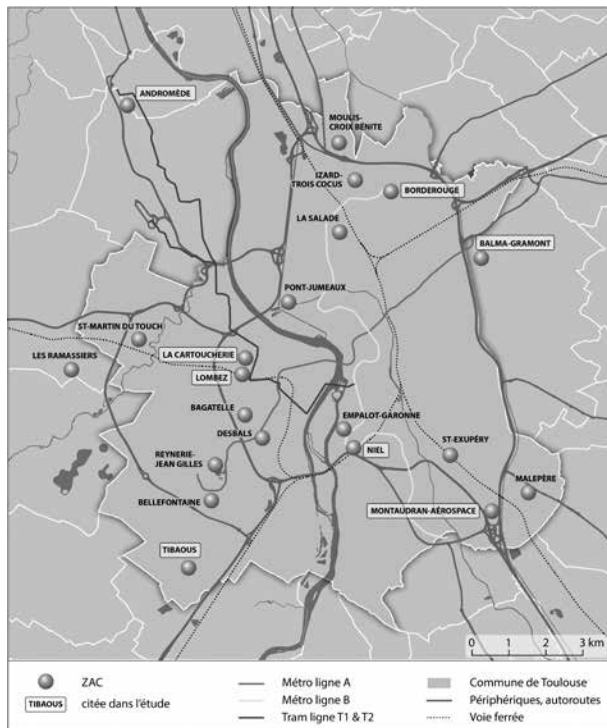 ANDROMÈDE
MOULIS-
CROIX BÉNITE
IZARD-
TROIS COCUS
BORDEROUGE
LA SALADE
BALMA-GRAMONT
PONT-JUMEAUX
ST-MARTIN DU TOUCH
LA CARTOUCHERIE
LES RAMASSIERS
LOMBEZ
BAGATELLE
EMPALOT-GARONNE
DESBALS
NIEL
ST-EXUPÉRY
REYNERIE-
JEAN GILLES
MALEPÈRE
BELLEFONTAINE
MONTAUDRAN-AÉROSPACE
TIBAOUS
0 1 2 3 km
ZAC
TIBAOUS citée dans l'étude
Métro ligne A
Métro ligne B
Tram ligne T1 & T2
Commune de Toulouse
Périphériques, autoroutes
Voie ferrée